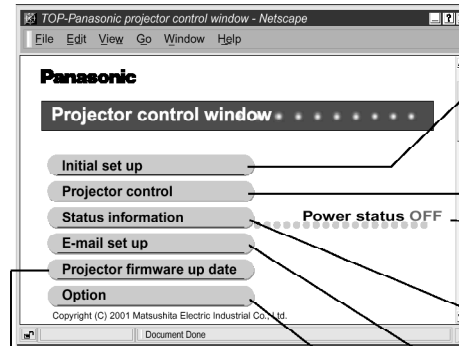 TOP-Panasonic projector control window - Netscape
File Edit View Go Window Help
Panasonic
Projector control window
Initial set up
Projector control
Status information
Power status OFF
E-mail set up
Projector firmware up date
Option
Copyright (C) 2001 Matsushita Electric Industrial Co., Ltd.
Document Done